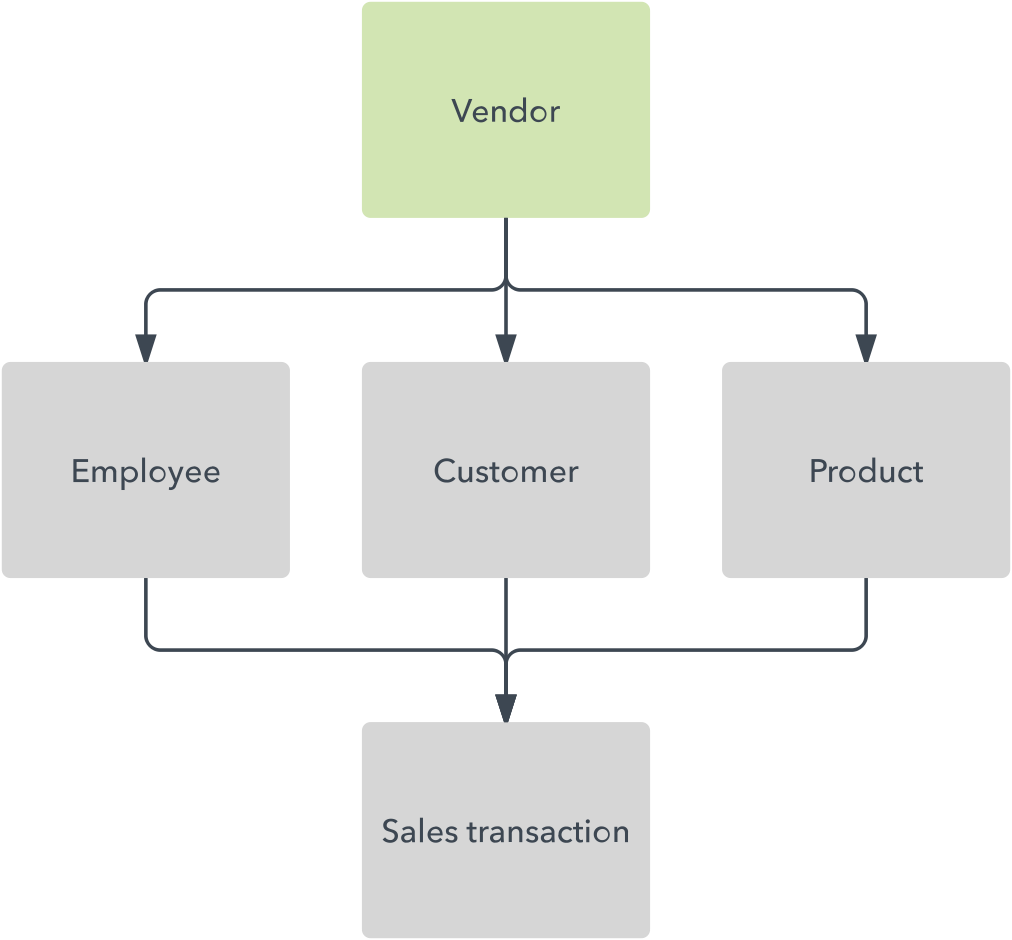 Vendor
Employee
Customer
Product
Sales transaction